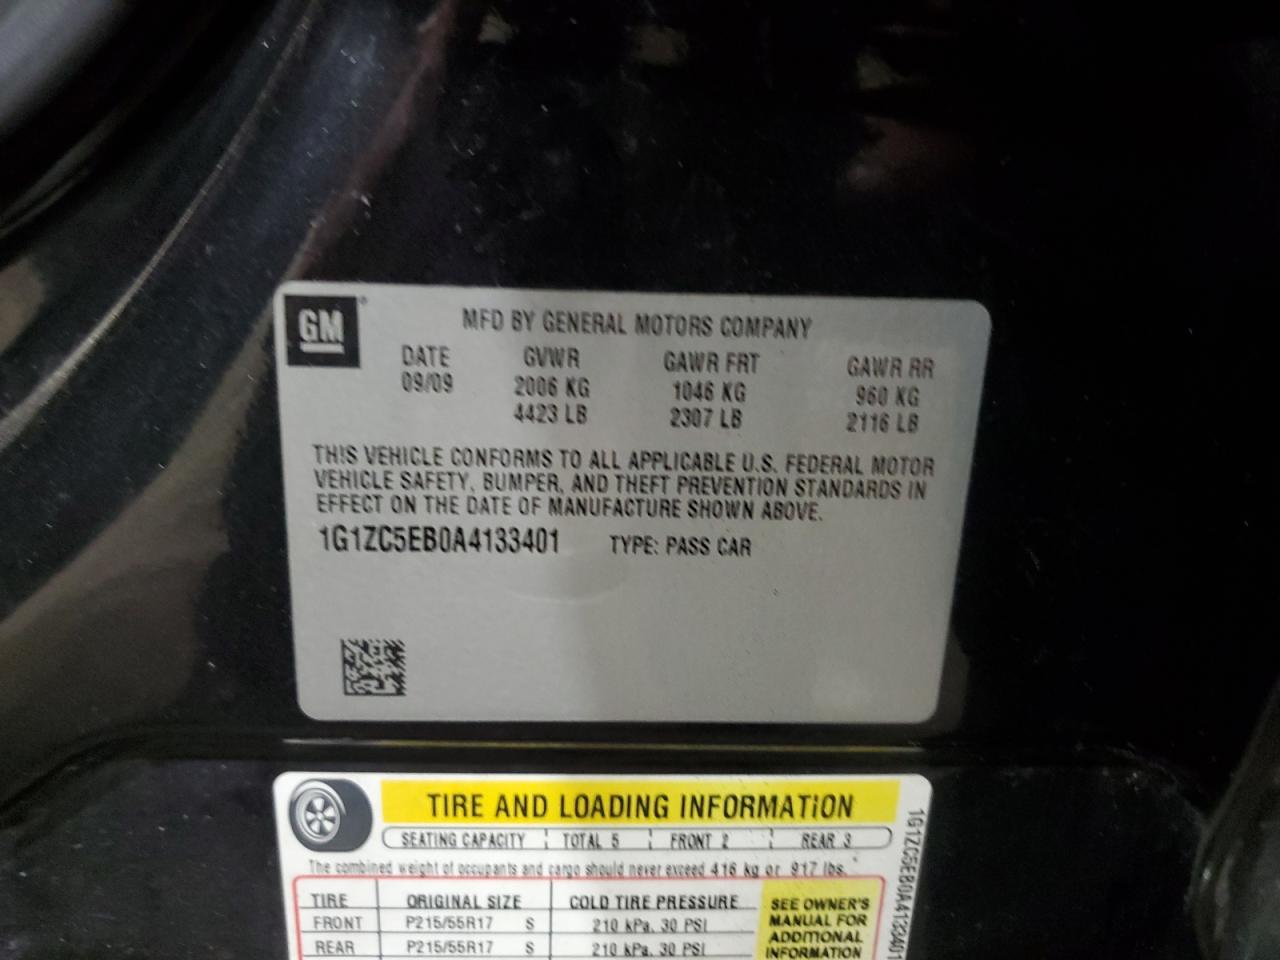 GM®
MFD BY GENERAL MOTORS COMPANY
DATE GVWR GAWR FRT GAWR RR
09/09 2006 KG 1046 KG 960 KG
4423 LB 2307 LB 2116 LB
THIS VEHICLE CONFORMS TO ALL APPLICABLE U.S. FEDERAL MOTOR
VEHICLE SAFETY, BUMPER, AND THEFT PREVENTION STANDARDS IN
EFFECT ON THE DATE OF MANUFACTURE SHOWN ABOVE.
1G1ZC5EB0A4133401 TYPE: PASS CAR
TIRE AND LOADING INFORMATION
SEATING CAPACITY TOTAL 5 FRONT 2 REAR 3
The combined weight of occupants and cargo should never exceed 416 kg or 917 lbs.
TIRE ORIGINAL SIZE COLD TIRE PRESSURE
FRONT P215/55R17 S 210 kPa, 30 PSI
REAR P215/55R17 S 210 kPa, 30 PSI
SEE OWNER'S
MANUAL FOR
ADDITIONAL
INFORMATION
1G1ZC5EB0A4133401